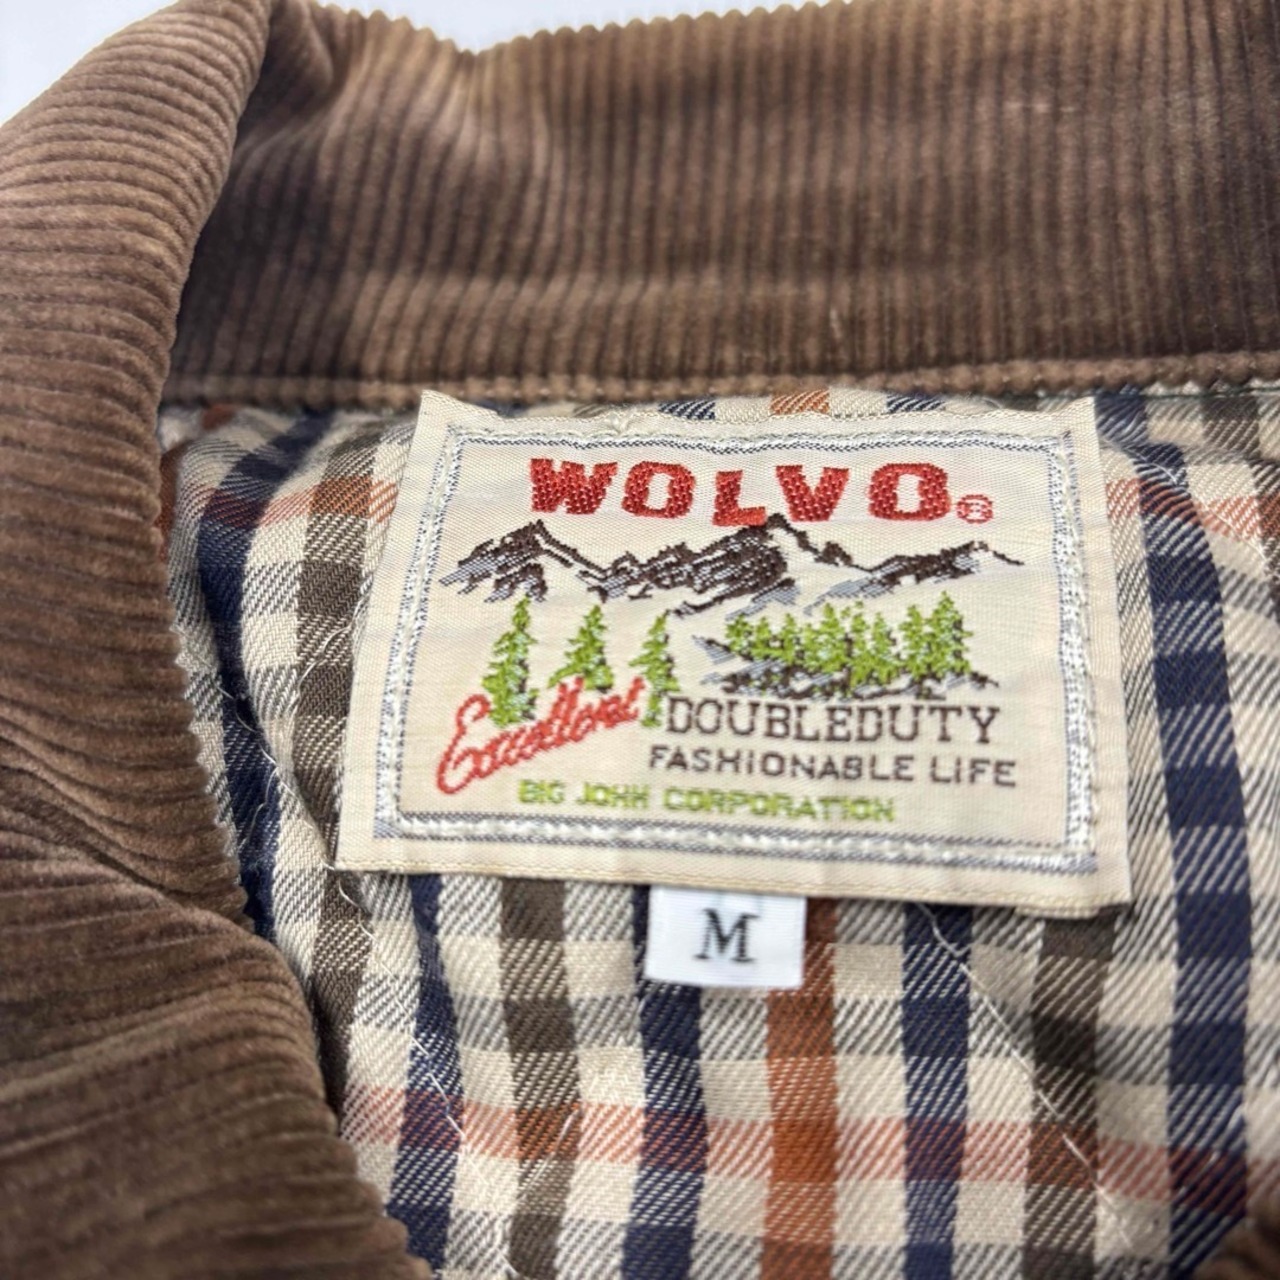 WOLVO®
Excellent
DOUBLEDUTY
FASHIONABLE LIFE
BIG JOHN CORPORATION
M